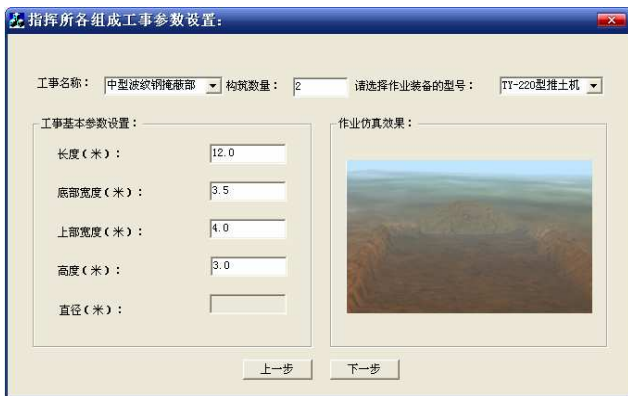 指挥所各组成工事参数设置:
工事名称: 中型波纹钢掩蔽部 构筑数量: 2 请选择作业装备的型号: TY-220型推土机
工事基本参数设置: 作业仿真效果:
长度(米): 12.0
底部宽度(米): 3.5
上部宽度(米): 4.0
高度(米): 3.0
直径(米):
上一步 下一步